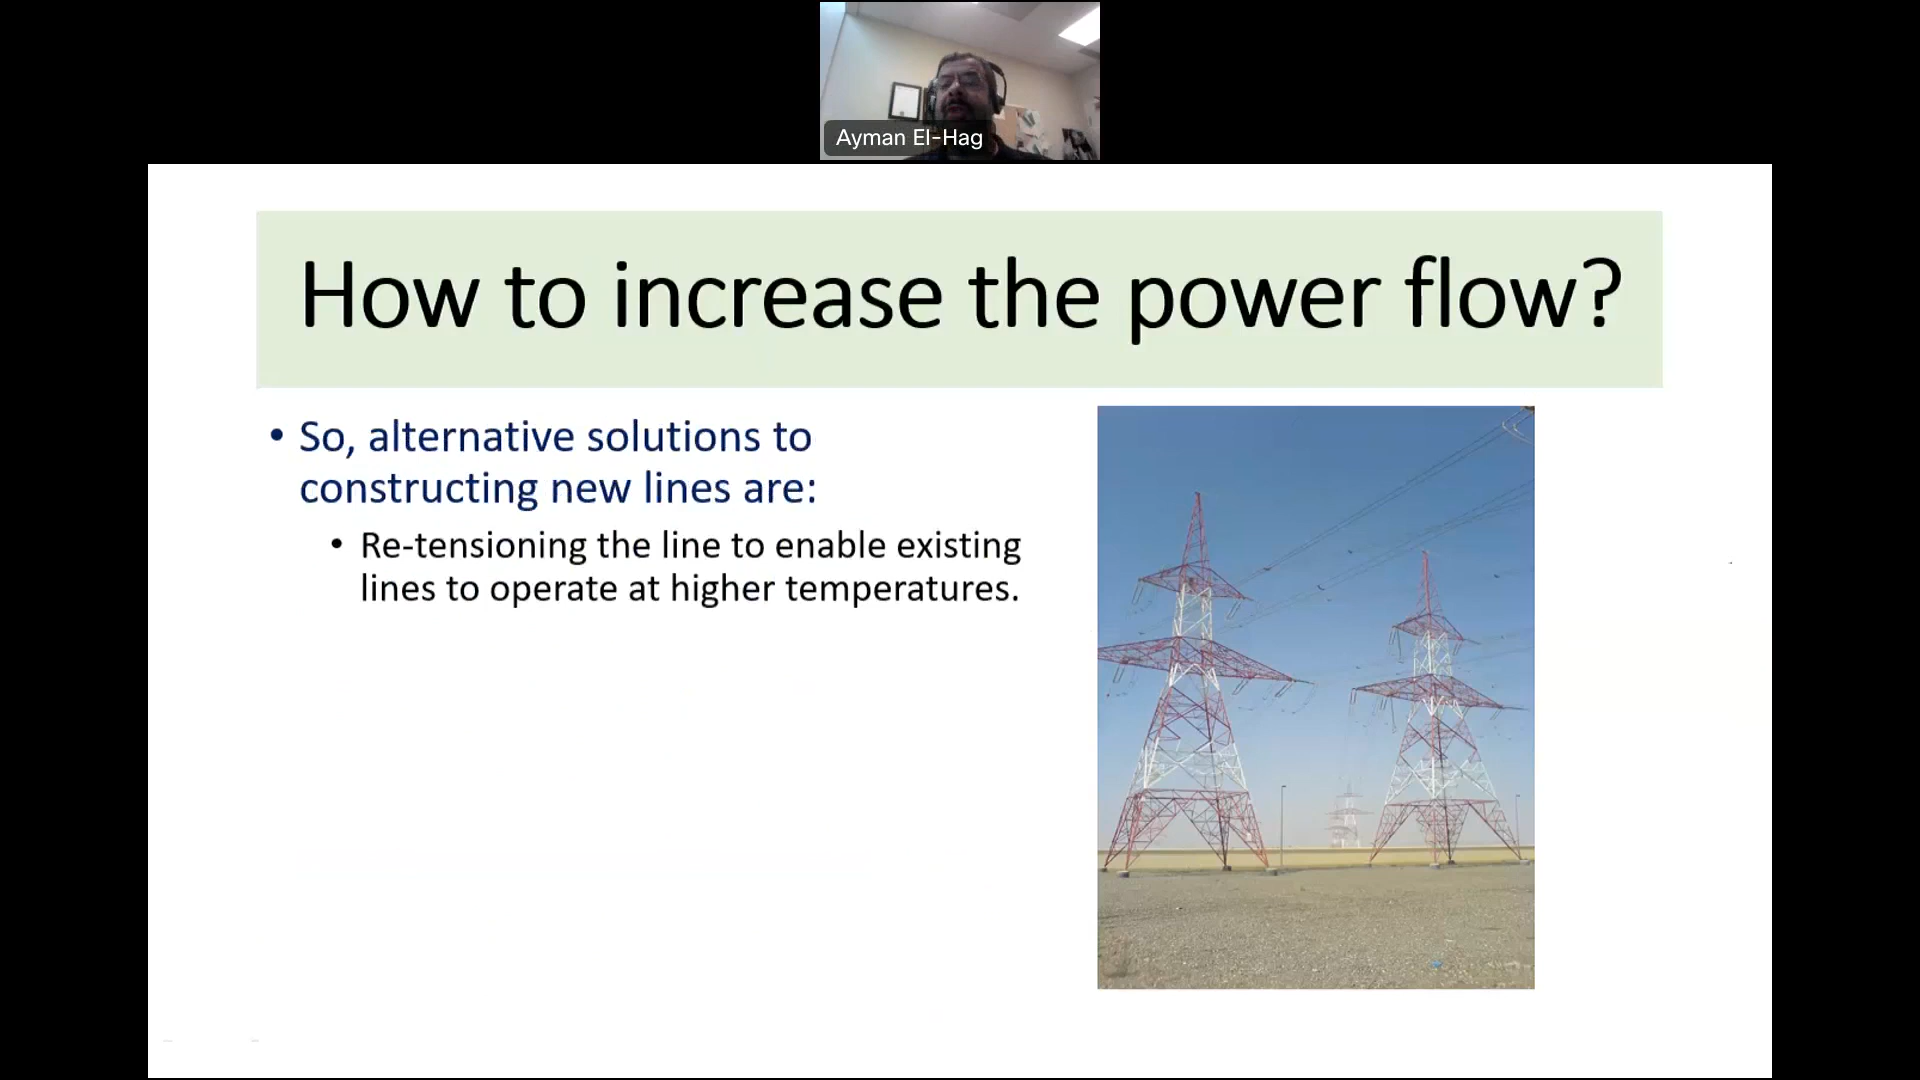 Ayman El-Hag
How to increase the power flow?
• So, alternative solutions to
constructing new lines are:
• Re-tensioning the line to enable existing
lines to operate at higher temperatures.